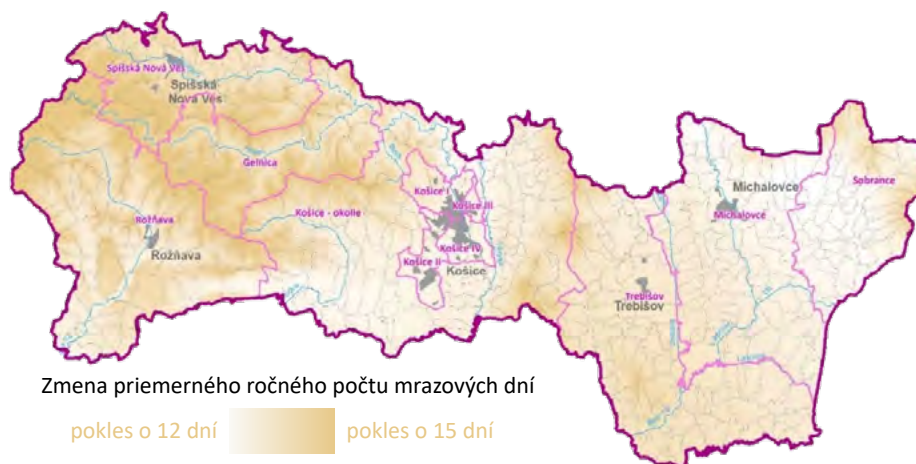 Spišská Nová Ves
Spišská
Nová Ves
Gelnica
Rožňava
Rožňava
Košice - okolie
Košice I
Košice III
Košice IV
Košice II
Košice
Michalovce
Michalovce
Sobrance
Trebišov
Trebišov
Zmena priemerného ročného počtu mrazových dní
pokles o 12 dní
pokles o 15 dní